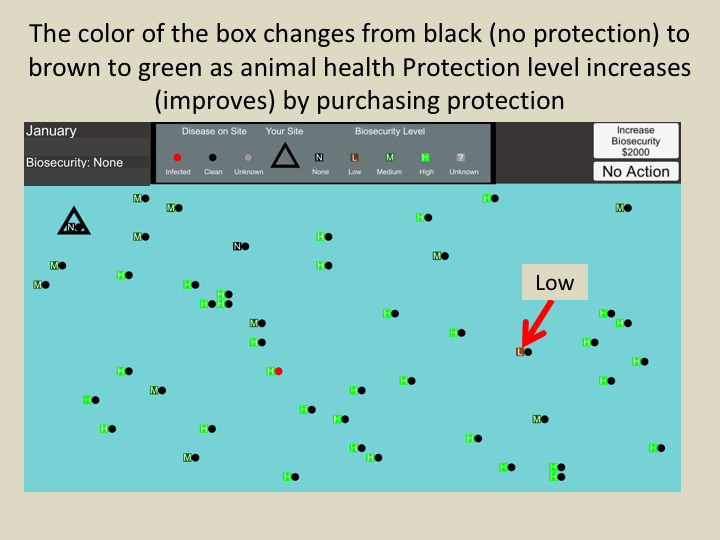 The color of the box changes from black (no protection) to
brown to green as animal health Protection level increases
(improves) by purchasing protection
January
Biosecurity: None
Disease on Site
Your Site
Biosecurity Level
N
L
M
H
?
Infected
Clean
Unknown
None
Low
Medium
High
Unknown
Increase
Biosecurity
$2000
No Action
M
H
M
M
N
H
M
N
H
M
M
H
H
M
H
Low
H
H H
H
H
M
M
H
H
H
L
H
H
H
H
H
M
H
H
H
H
H
M
H
H
H
H
M
H
H
H
H
H
H